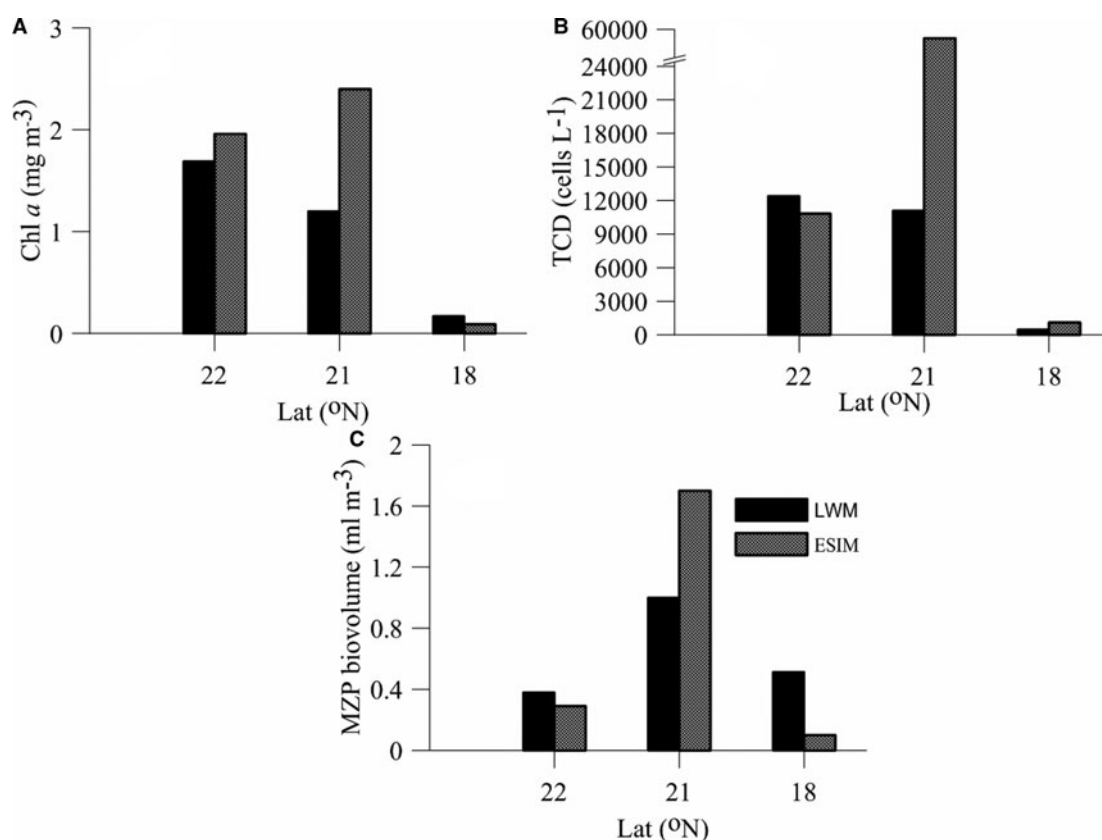 A
Chl a (mg m-3)
3
2
1
0
22 21 18
Lat (oN)
B
TCD (cells L-1)
60000
24000
21000
18000
15000
12000
9000
6000
3000
0
22 21 18
Lat (oN)
C
MZP biovolume (ml m-3)
2
1.6
1.2
0.8
0.4
0
LWM
ESIM
22 21 18
Lat (oN)